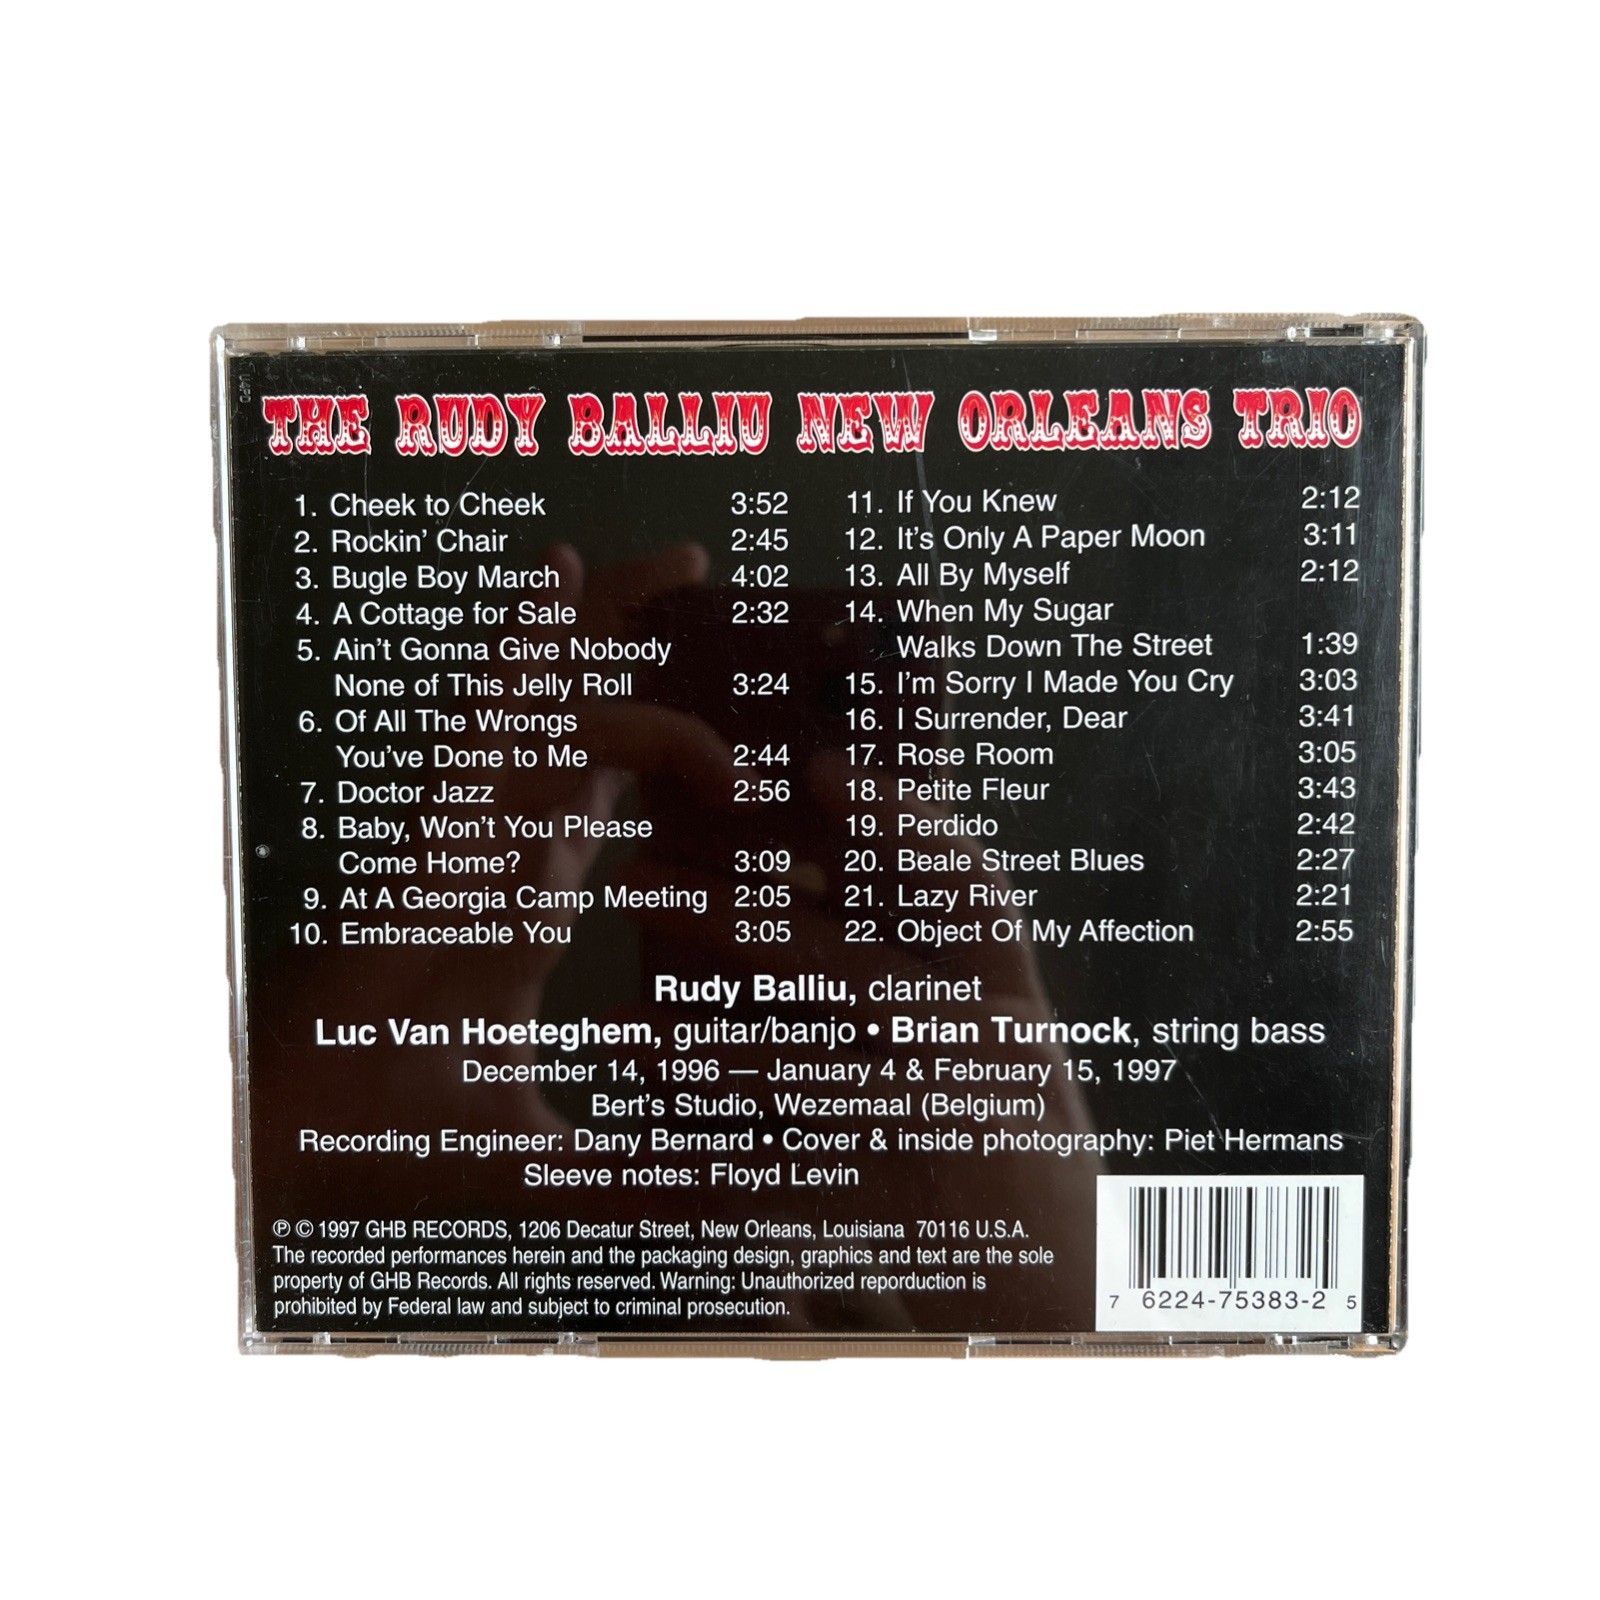 THE RUDY BALLIU NEW ORLEANS TRIO
1. Cheek to Cheek 3:52
2. Rockin' Chair 2:45
3. Bugle Boy March 4:02
4. A Cottage for Sale 2:32
5. Ain't Gonna Give Nobody
None of This Jelly Roll 3:24
6. Of All The Wrongs
You've Done to Me 2:44
7. Doctor Jazz 2:56
8. Baby, Won't You Please
Come Home? 3:09
9. At A Georgia Camp Meeting 2:05
10. Embraceable You 3:05
11. If You Knew 2:12
12. It's Only A Paper Moon 3:11
13. All By Myself 2:12
14. When My Sugar
Walks Down The Street 1:39
15. I'm Sorry I Made You Cry 3:03
16. I Surrender, Dear 3:41
17. Rose Room 3:05
18. Petite Fleur 3:43
19. Perdido 2:42
20. Beale Street Blues 2:27
21. Lazy River 2:21
22. Object Of My Affection 2:55
Rudy Balliu, clarinet
Luc Van Hoeteghem, guitar/banjo • Brian Turnock, string bass
December 14, 1996 — January 4 & February 15, 1997
Bert's Studio, Wezemaal (Belgium)
Recording Engineer: Dany Bernard • Cover & inside photography: Piet Hermans
Sleeve notes: Floyd Levin
℗ © 1997 GHB RECORDS, 1206 Decatur Street, New Orleans, Louisiana 70116 U.S.A.
The recorded performances herein and the packaging design, graphics and text are the sole
property of GHB Records. All rights reserved. Warning: Unauthorized reporduction is
prohibited by Federal law and subject to criminal prosecution.
7 6224-75383-2 5